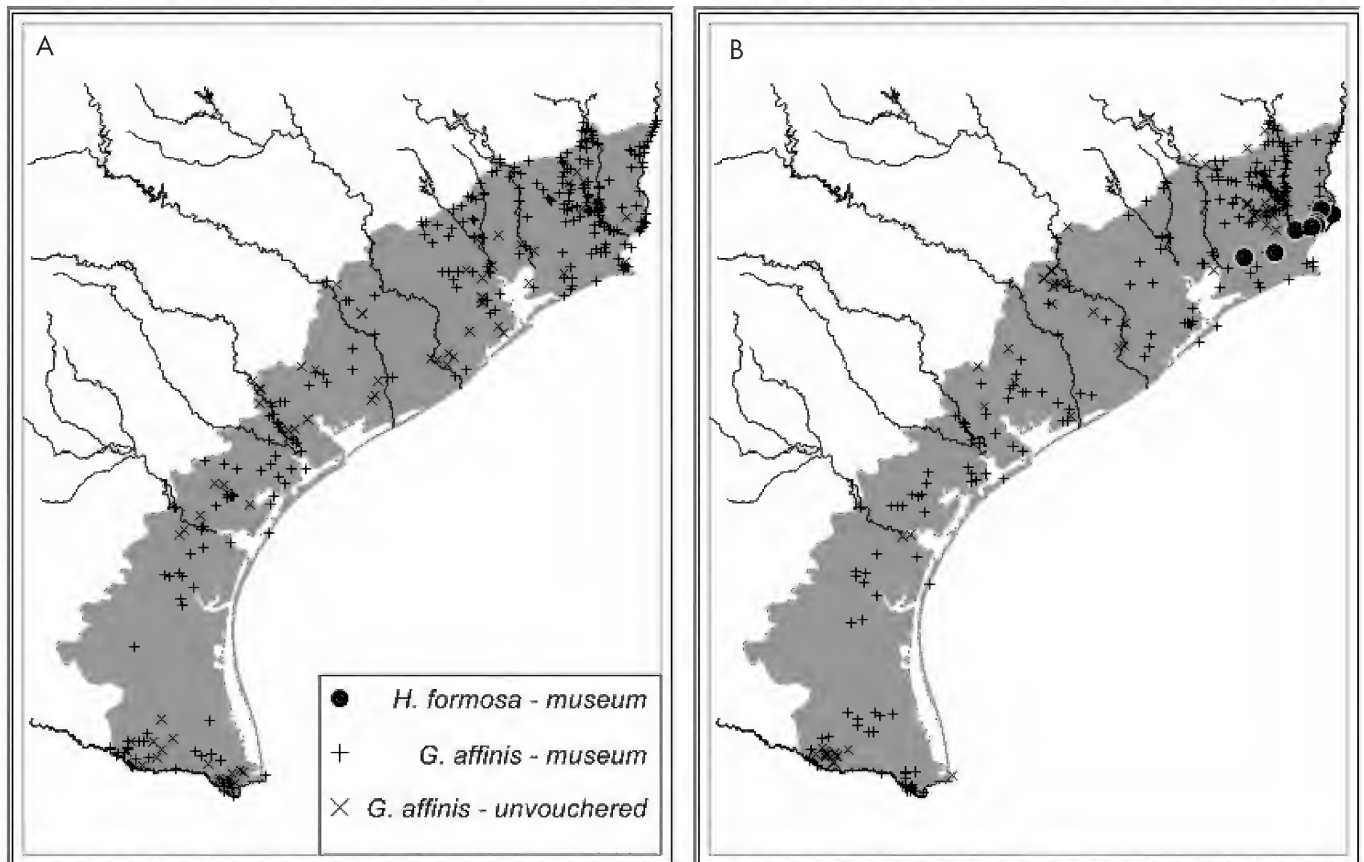 A
B
H. formosa - museum
G. affinis - museum
G. affinis - unvouchered